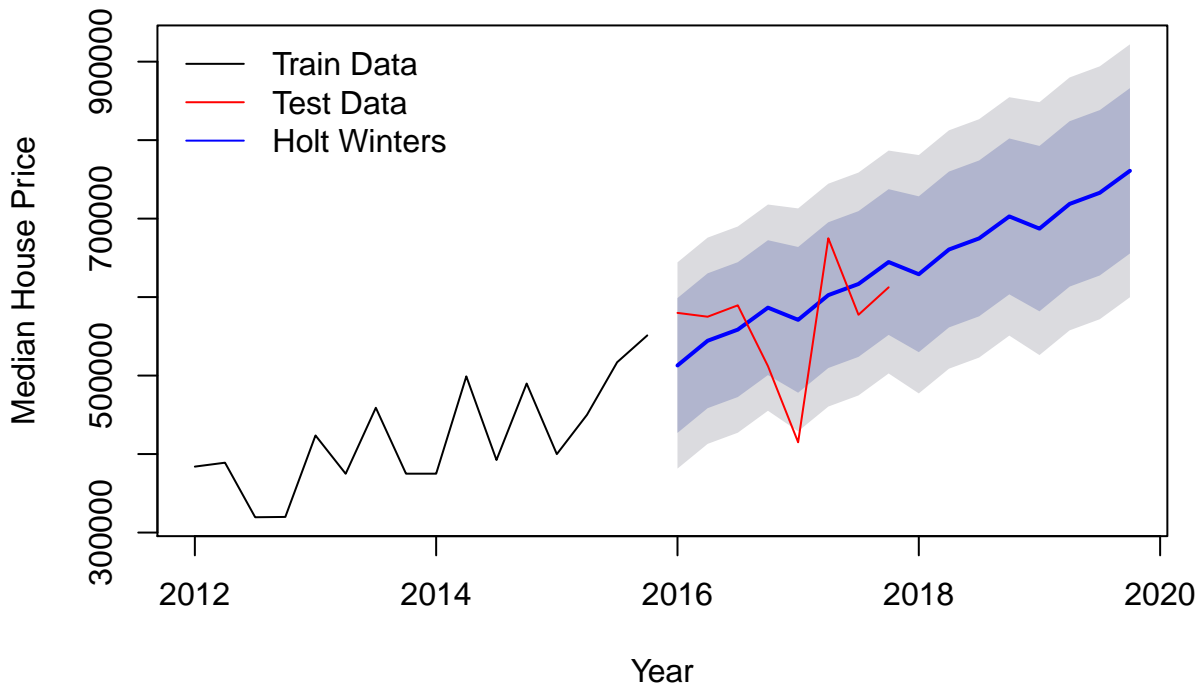 Median House Price
900000
700000
500000
300000
Train Data
Test Data
Holt Winters
2012 2014 2016 2018 2020
Year